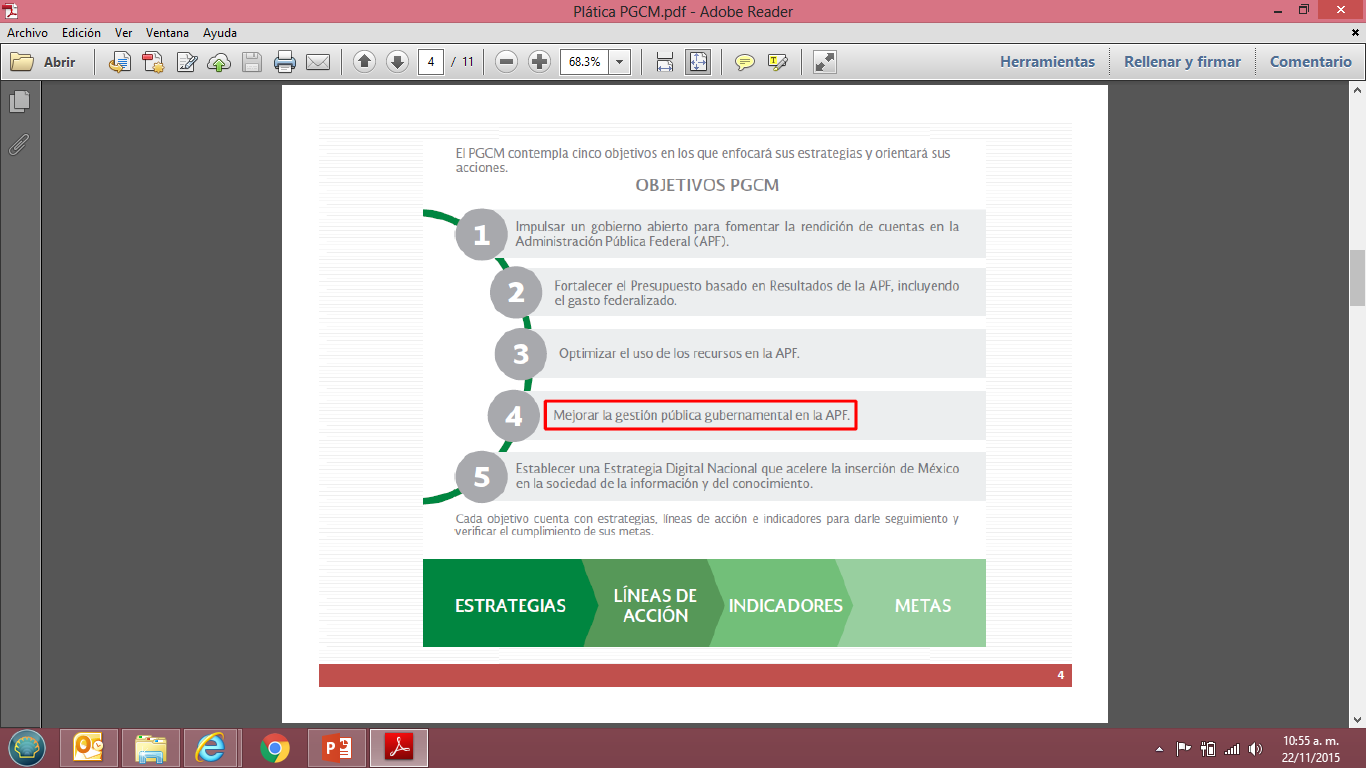 Plática PGCM.pdf - Adobe Reader
Archivo Edición Ver Ventana Ayuda
Abrir 4 / 11 68.3% Herramientas Rellenar y firmar Comentario
El PGCM contempla cinco objetivos en los que enfocará sus estrategias y orientará sus
acciones.
OBJETIVOS PGCM
1 Impulsar un gobierno abierto para fomentar la rendición de cuentas en la
Administración Pública Federal (APF).
2 Fortalecer el Presupuesto basado en Resultados de la APF, incluyendo
el gasto federalizado.
3 Optimizar el uso de los recursos en la APF.
4 Mejorar la gestión pública gubernamental en la APF.
5 Establecer una Estrategia Digital Nacional que acelere la inserción de México
en la sociedad de la información y del conocimiento.
Cada objetivo cuenta con estrategias, líneas de acción e indicadores para darle seguimiento y
verificar el cumplimiento de sus metas.
ESTRATEGIAS
LÍNEAS DE
ACCIÓN
INDICADORES
METAS
4
10:55 a. m.
22/11/2015